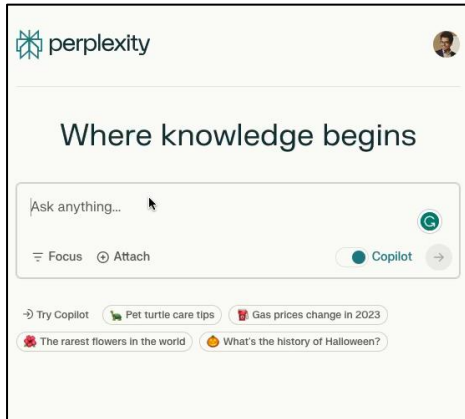 perplexity
Where knowledge begins
Ask anything...
Focus Attach Copilot
Try Copilot Pet turtle care tips Gas prices change in 2023
The rarest flowers in the world What's the history of Halloween?